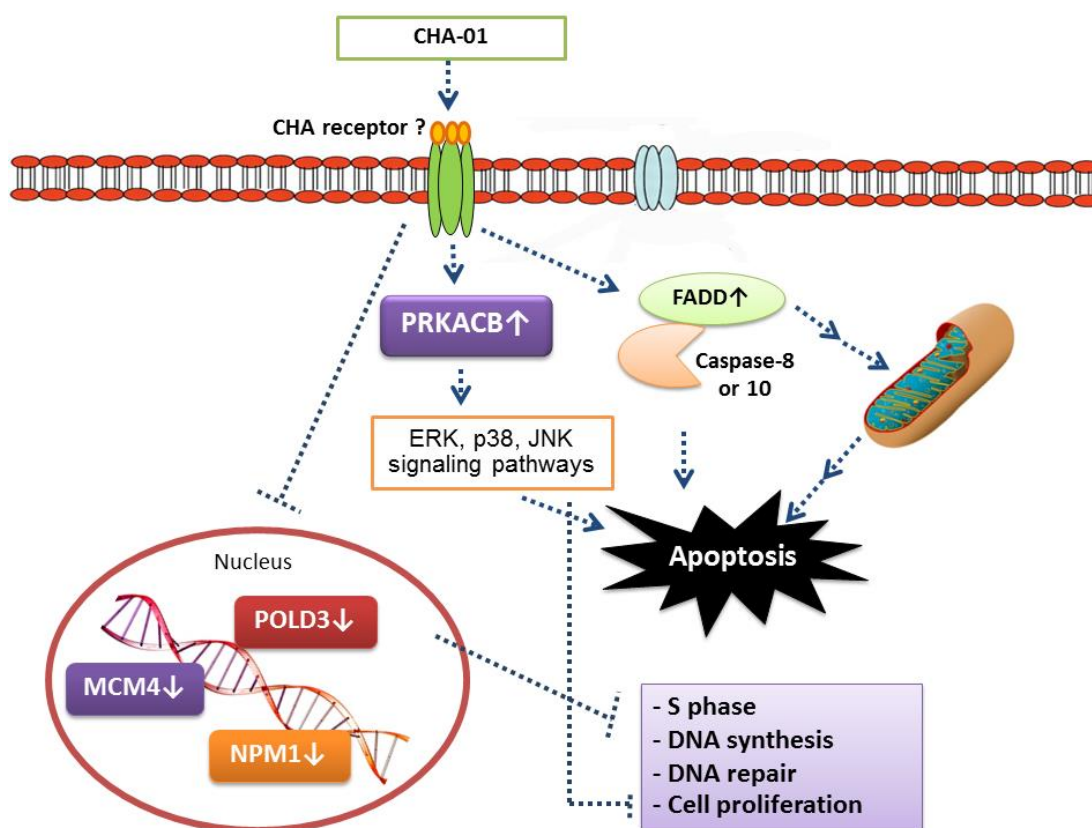 CHA-01
CHA receptor ?
PRKACB↑
FADD↑
Caspase-8
or 10
ERK, p38, JNK
signaling pathways
Apoptosis
Nucleus
POLD3↓
MCM4↓
NPM1↓
- S phase
- DNA synthesis
- DNA repair
- Cell proliferation